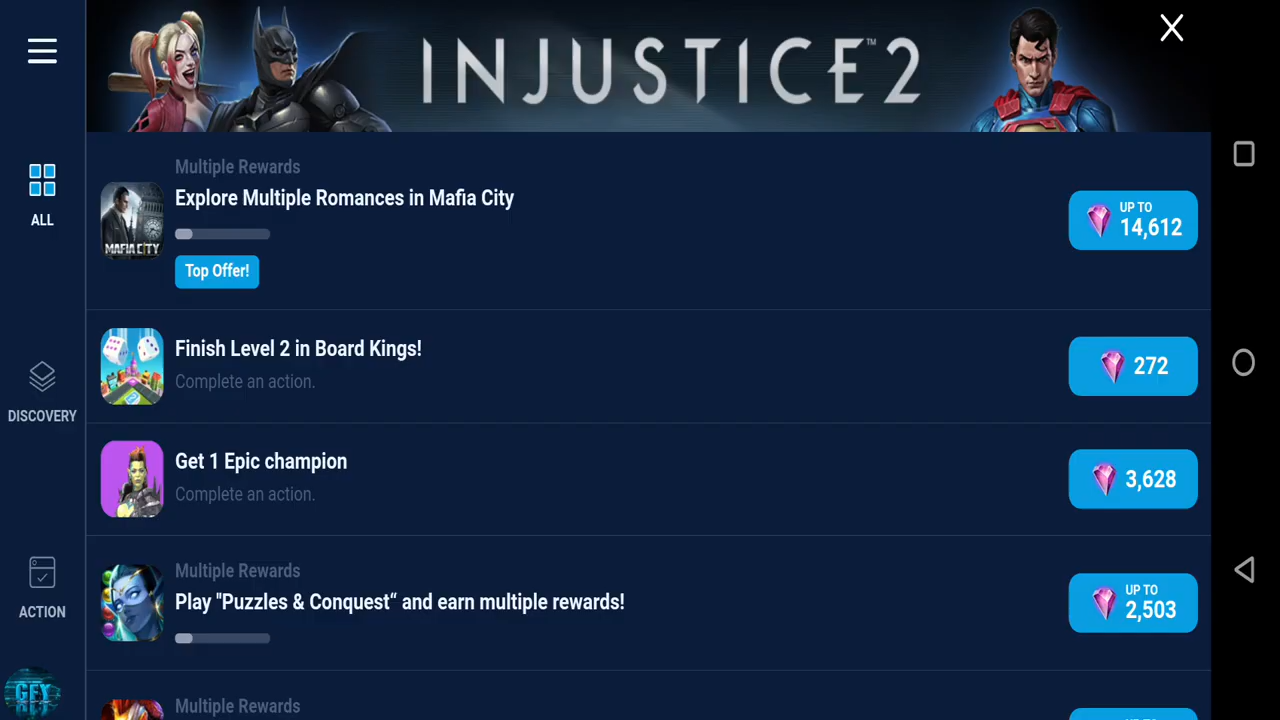 INJUSTICE 2™
Multiple Rewards
Explore Multiple Romances in Mafia City
MAFIA CITY
Top Offer!
UP TO
14,612
ALL
Finish Level 2 in Board Kings!
Complete an action.
272
DISCOVERY
Get 1 Epic champion
Complete an action.
3,628
Multiple Rewards
Play "Puzzles & Conquest“ and earn multiple rewards!
UP TO
2,503
ACTION
Multiple Rewards